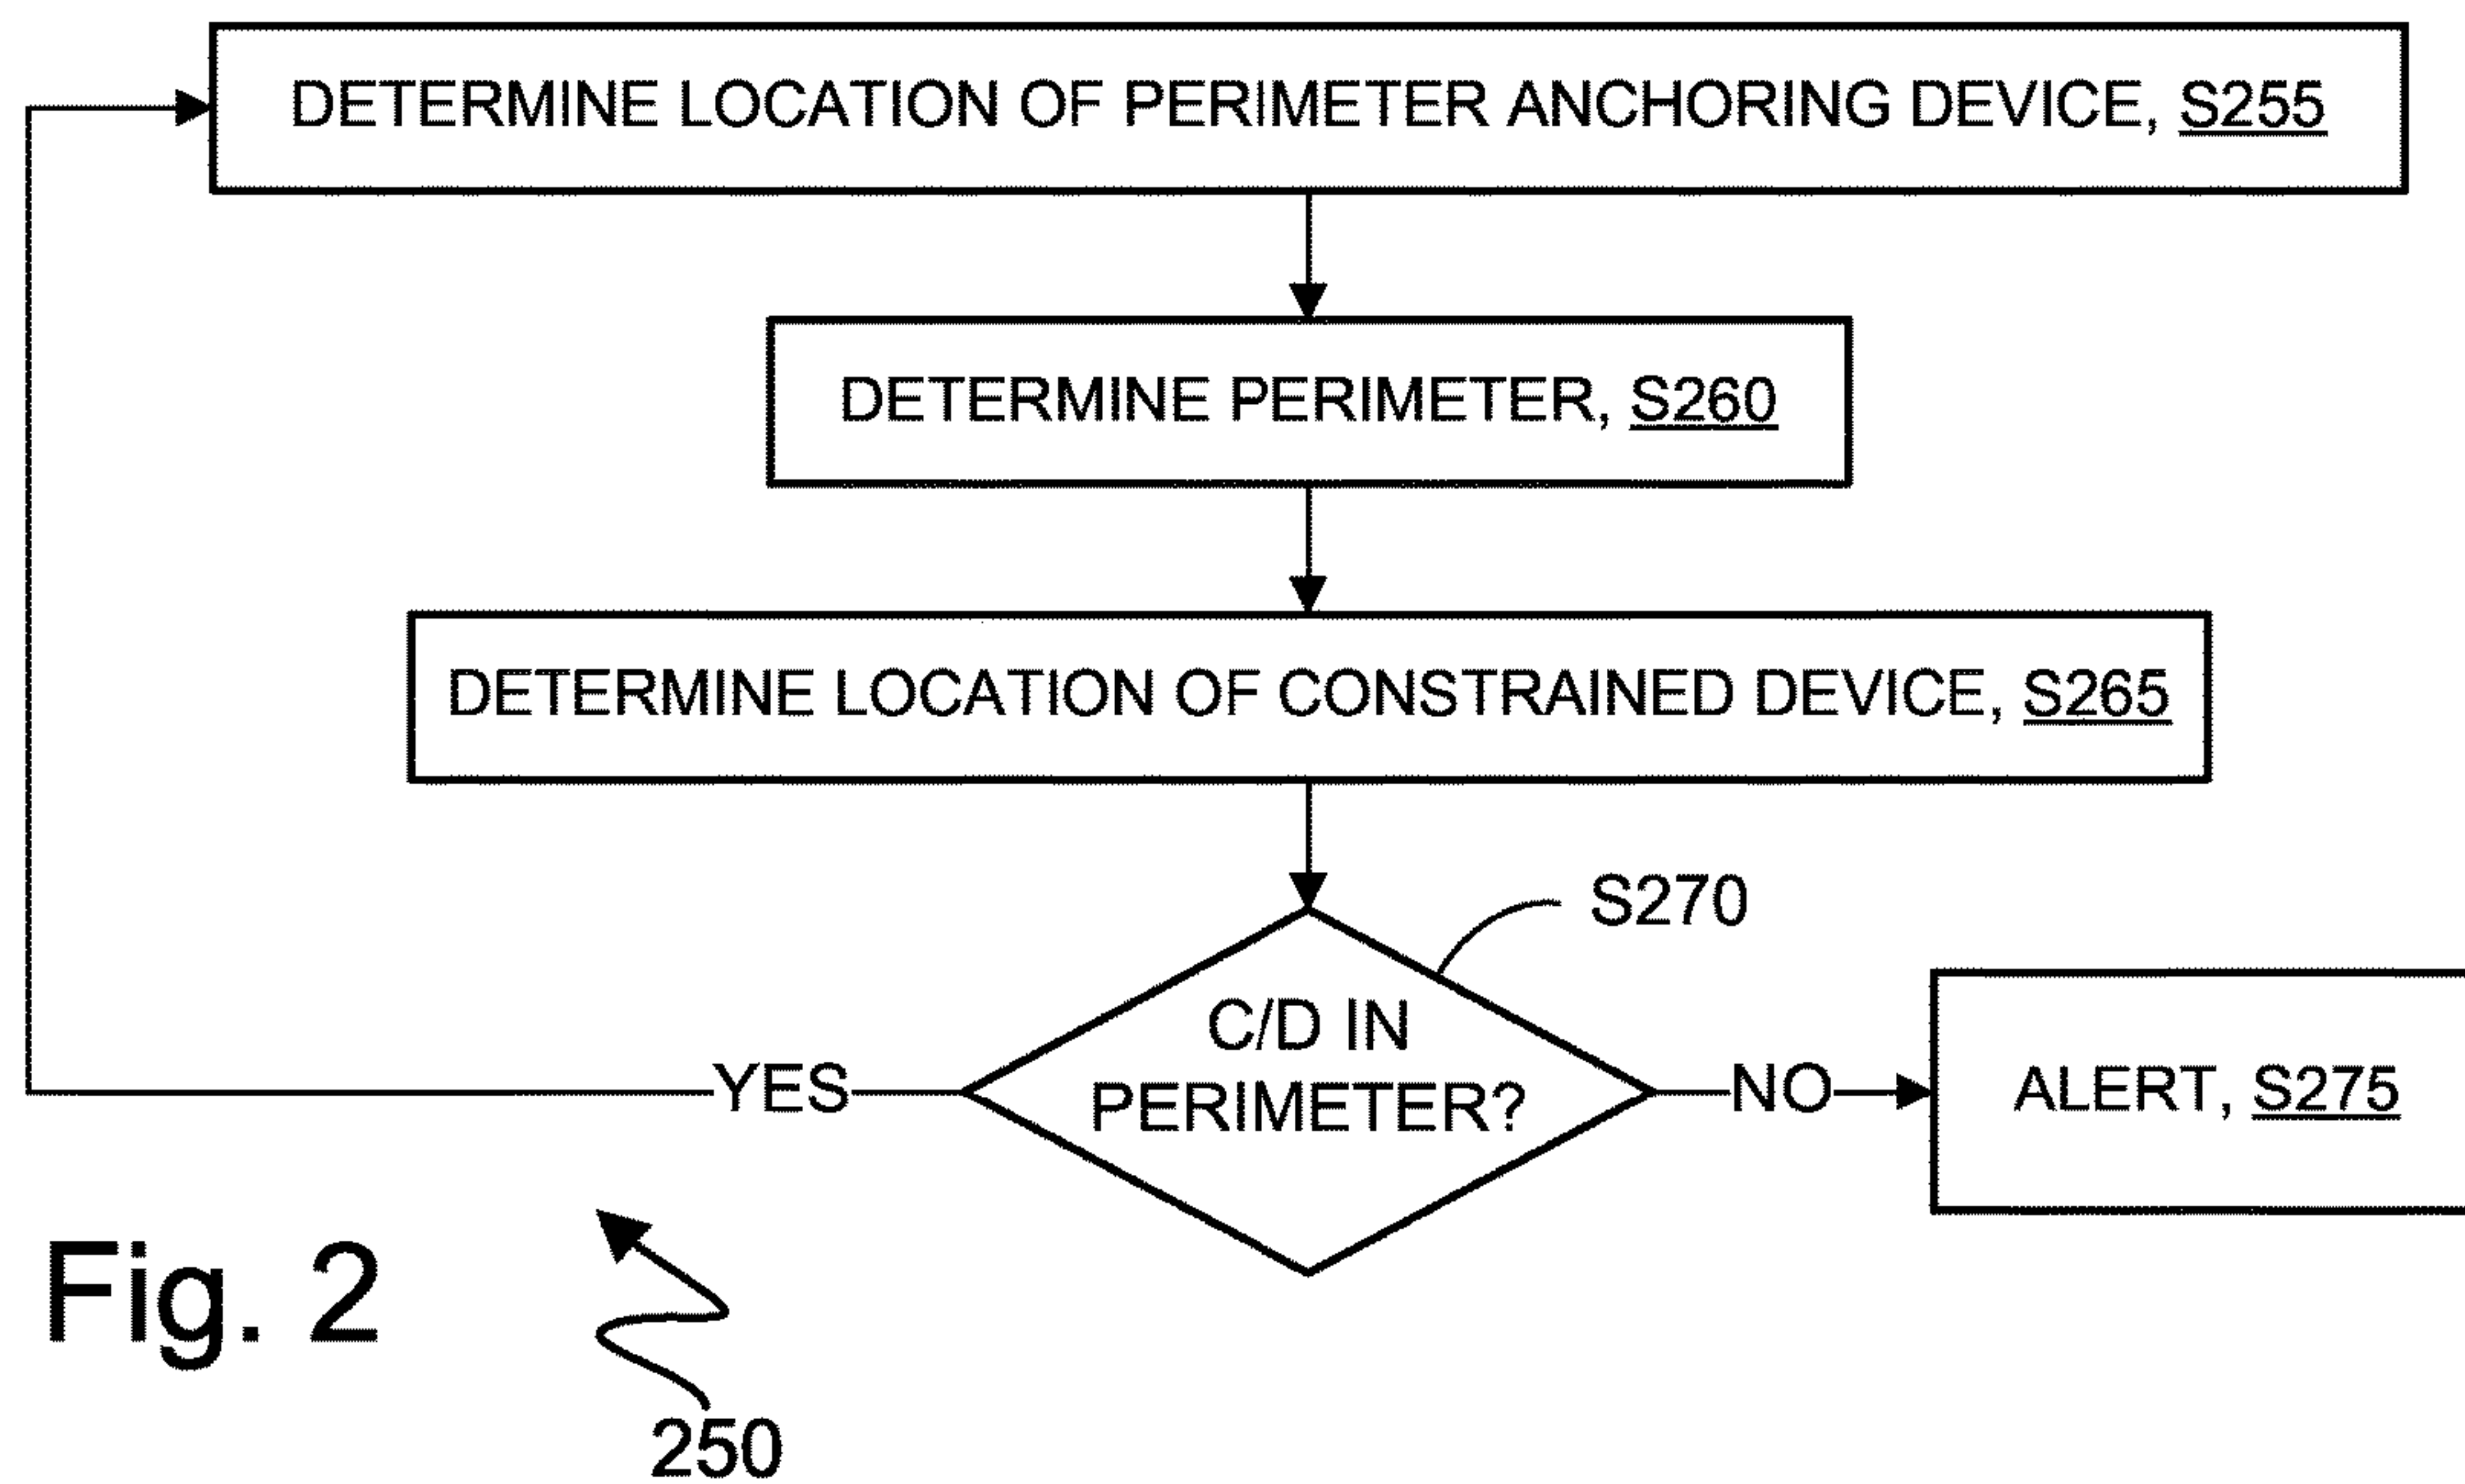 DETERMINE LOCATION OF PERIMETER ANCHORING DEVICE, S255
DETERMINE PERIMETER, S260
DETERMINE LOCATION OF CONSTRAINED DEVICE, S265
S270
C/D IN
PERIMETER?
YES
NO
ALERT, S275
Fig. 2
250